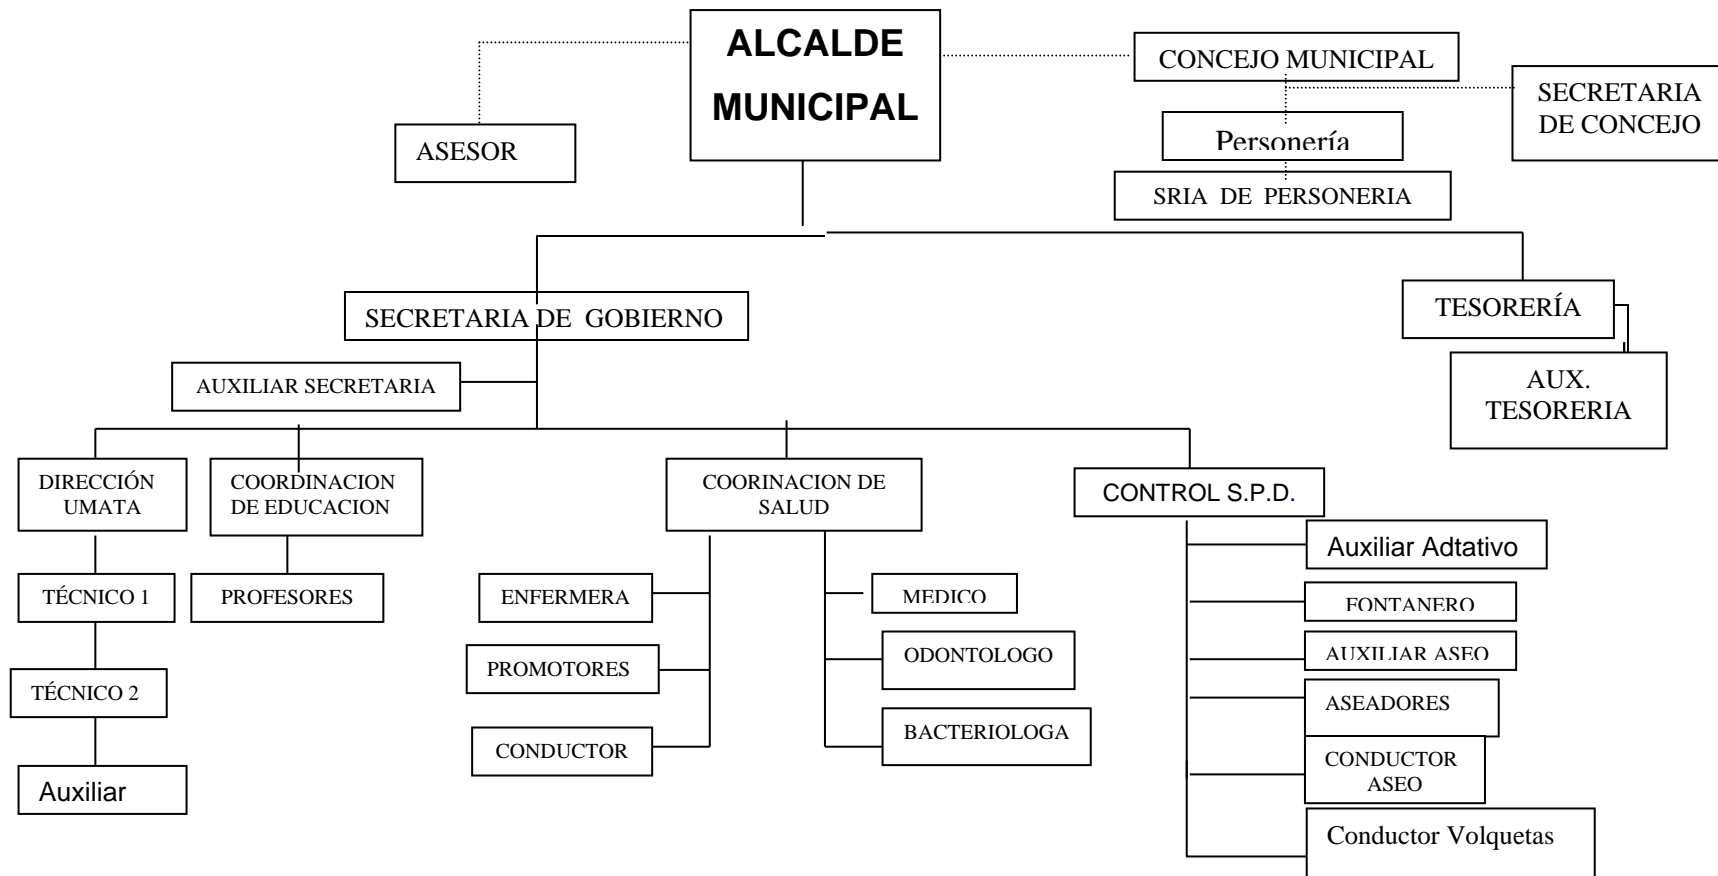 ALCALDE
MUNICIPAL
CONCEJO MUNICIPAL
SECRETARIA
DE CONCEJO
ASESOR
Personería
SRIA DE PERSONERIA
SECRETARIA DE GOBIERNO
TESORERÍA
AUXILIAR SECRETARIA
AUX.
TESORERIA
DIRECCIÓN
UMATA
COORDINACION
DE EDUCACION
COORINACION DE
SALUD
CONTROL S.P.D.
TÉCNICO 1
PROFESORES
ENFERMERA
MEDICO
Auxiliar Adtativo
FONTANERO
TÉCNICO 2
PROMOTORES
ODONTOLOGO
AUXILIAR ASEO
ASEADORES
Auxiliar
CONDUCTOR
BACTERIOLOGA
CONDUCTOR
ASEO
Conductor Volquetas